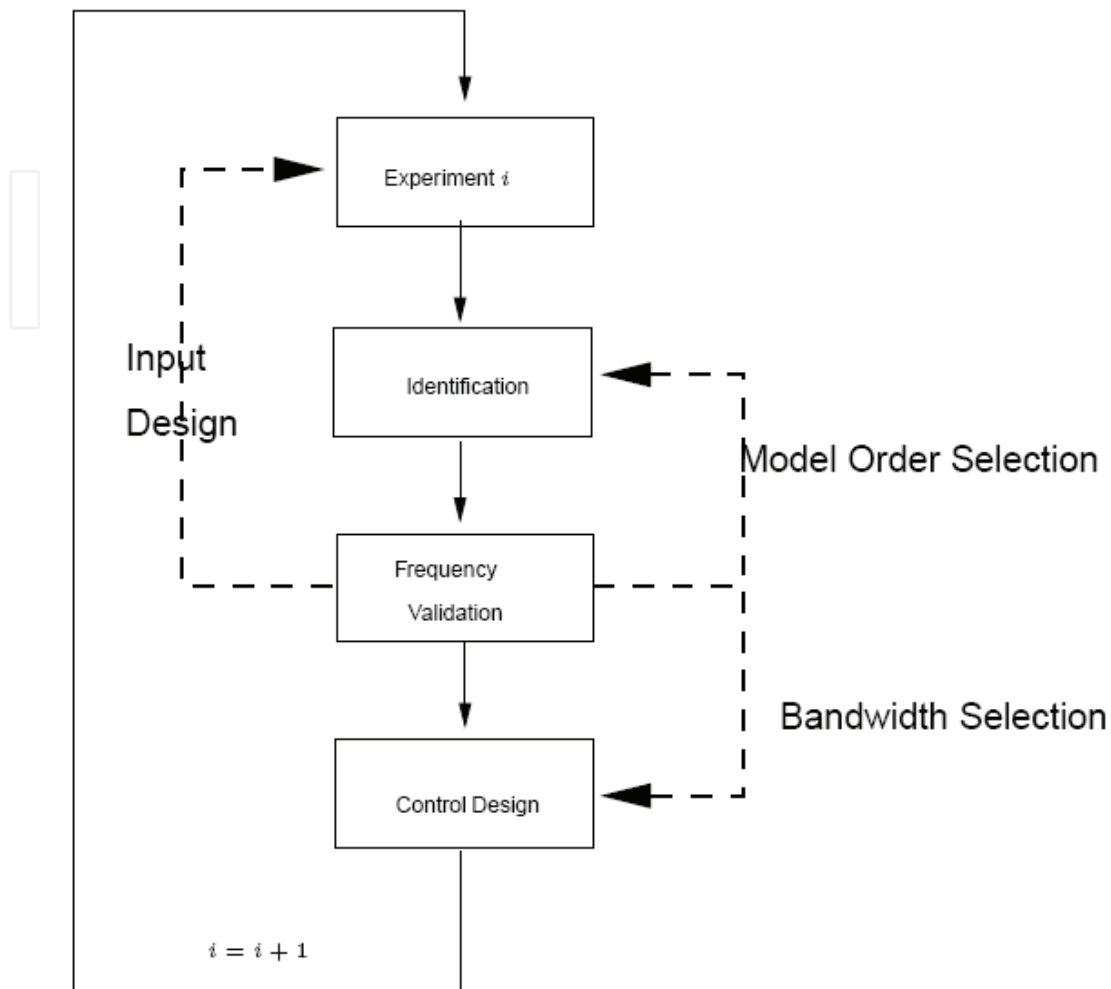 Experiment i
Input
Design
Identification
Model Order Selection
Frequency
Validation
Bandwidth Selection
Control Design
i = i + 1